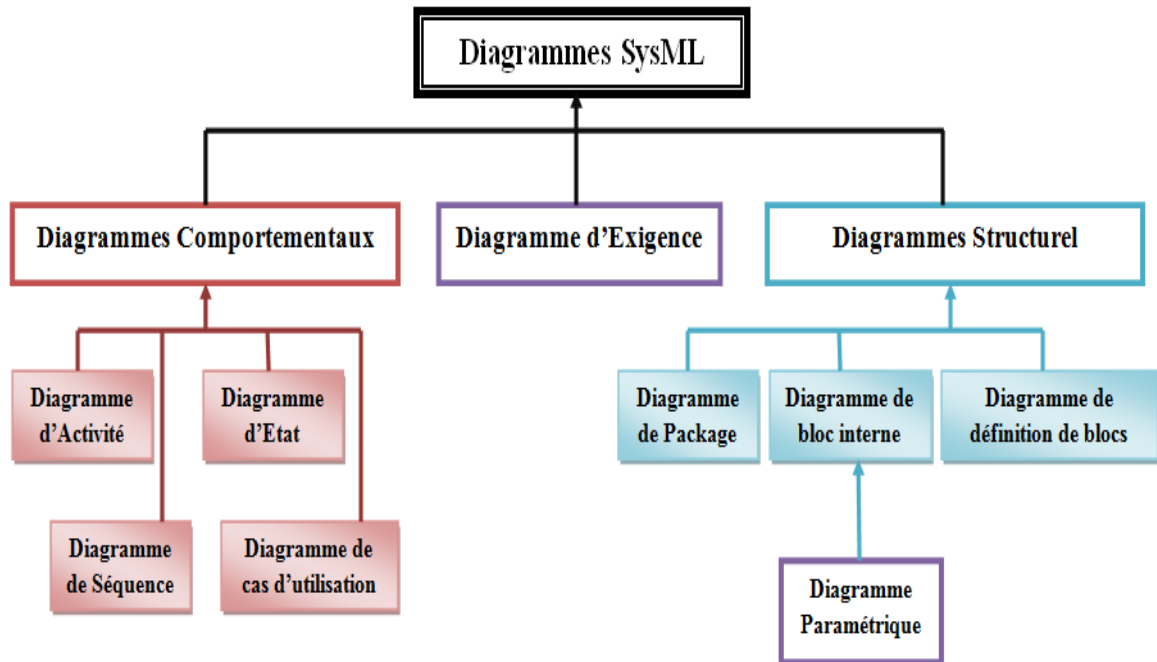 Diagrammes SysML
Diagrammes Comportementaux
Diagramme d’Exigence
Diagrammes Structurel
Diagramme
d’Activité
Diagramme
d’Etat
Diagramme
de Package
Diagramme de
bloc interne
Diagramme de
définition de blocs
Diagramme
de Séquence
Diagramme de
cas d’utilisation
Diagramme
Paramétrique